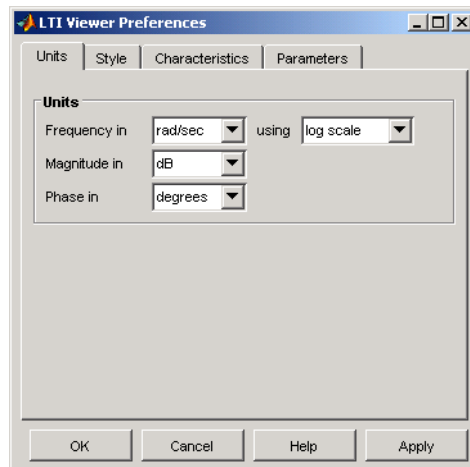 LTI Viewer Preferences
Units Style Characteristics Parameters
Units
Frequency in rad/sec using log scale
Magnitude in dB
Phase in degrees
OK Cancel Help Apply